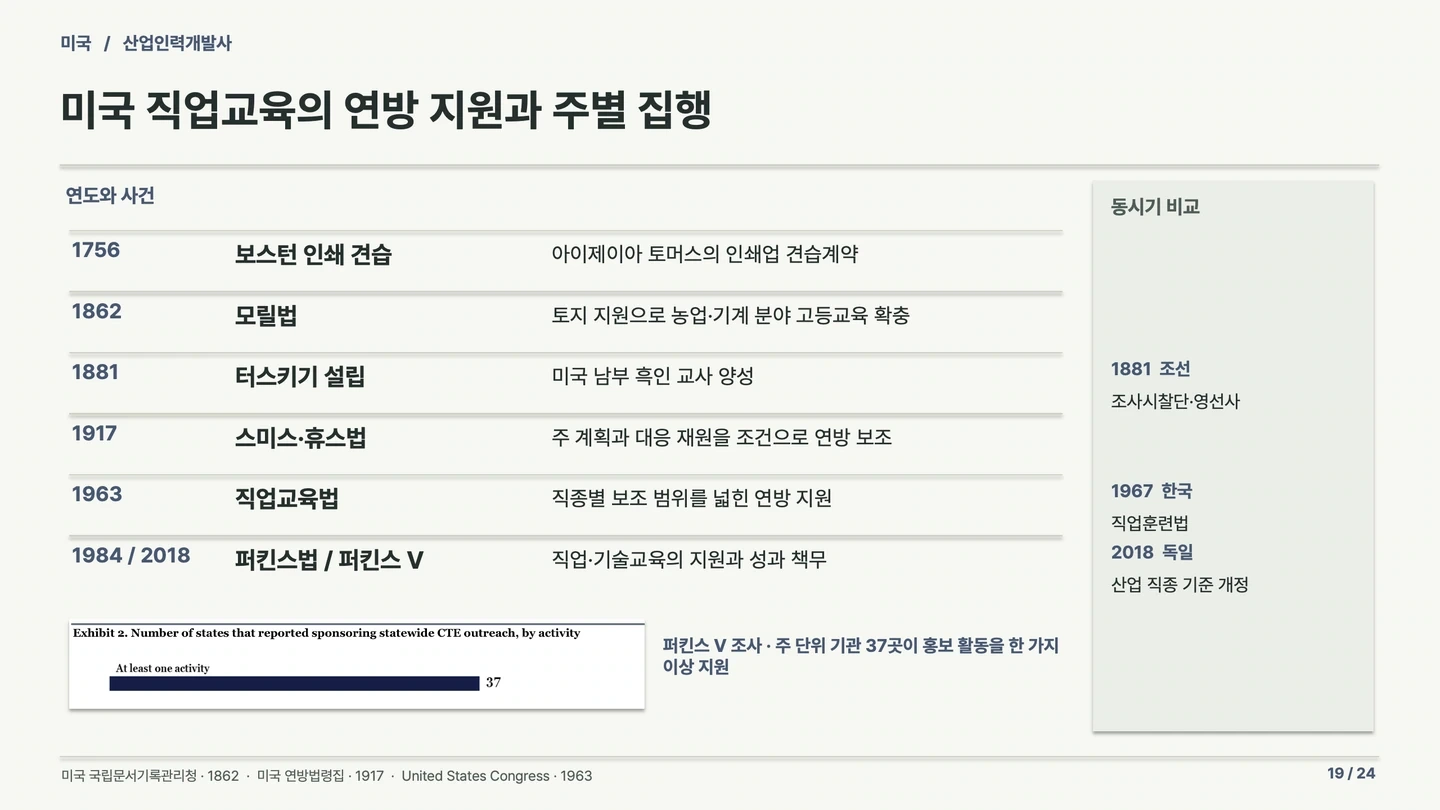 미국 / 산업인력개발사
미국 직업교육의 연방 지원과 주별 집행
연도와 사건
1756 보스턴 인쇄 견습 아이제이아 토머스의 인쇄업 견습계약
1862 모릴법 토지 지원으로 농업·기계 분야 고등교육 확충
1881 터스키기 설립 미국 남부 흑인 교사 양성
1917 스미스·휴스법 주 계획과 대응 재원을 조건으로 연방 보조
1963 직업교육법 직종별 보조 범위를 넓힌 연방 지원
1984 / 2018 퍼킨스법 / 퍼킨스 V 직업·기술교육의 지원과 성과 책무
동시기 비교
1881 조선
조사시찰단·영선사
1967 한국
직업훈련법
2018 독일
산업 직종 기준 개정
Exhibit 2. Number of states that reported sponsoring statewide CTE outreach, by activity
At least one activity
37
퍼킨스 V 조사 · 주 단위 기관 37곳이 홍보 활동을 한 가지
이상 지원
미국 국립문서기록관리청 · 1862 · 미국 연방법령집 · 1917 · United States Congress · 1963
19 / 24